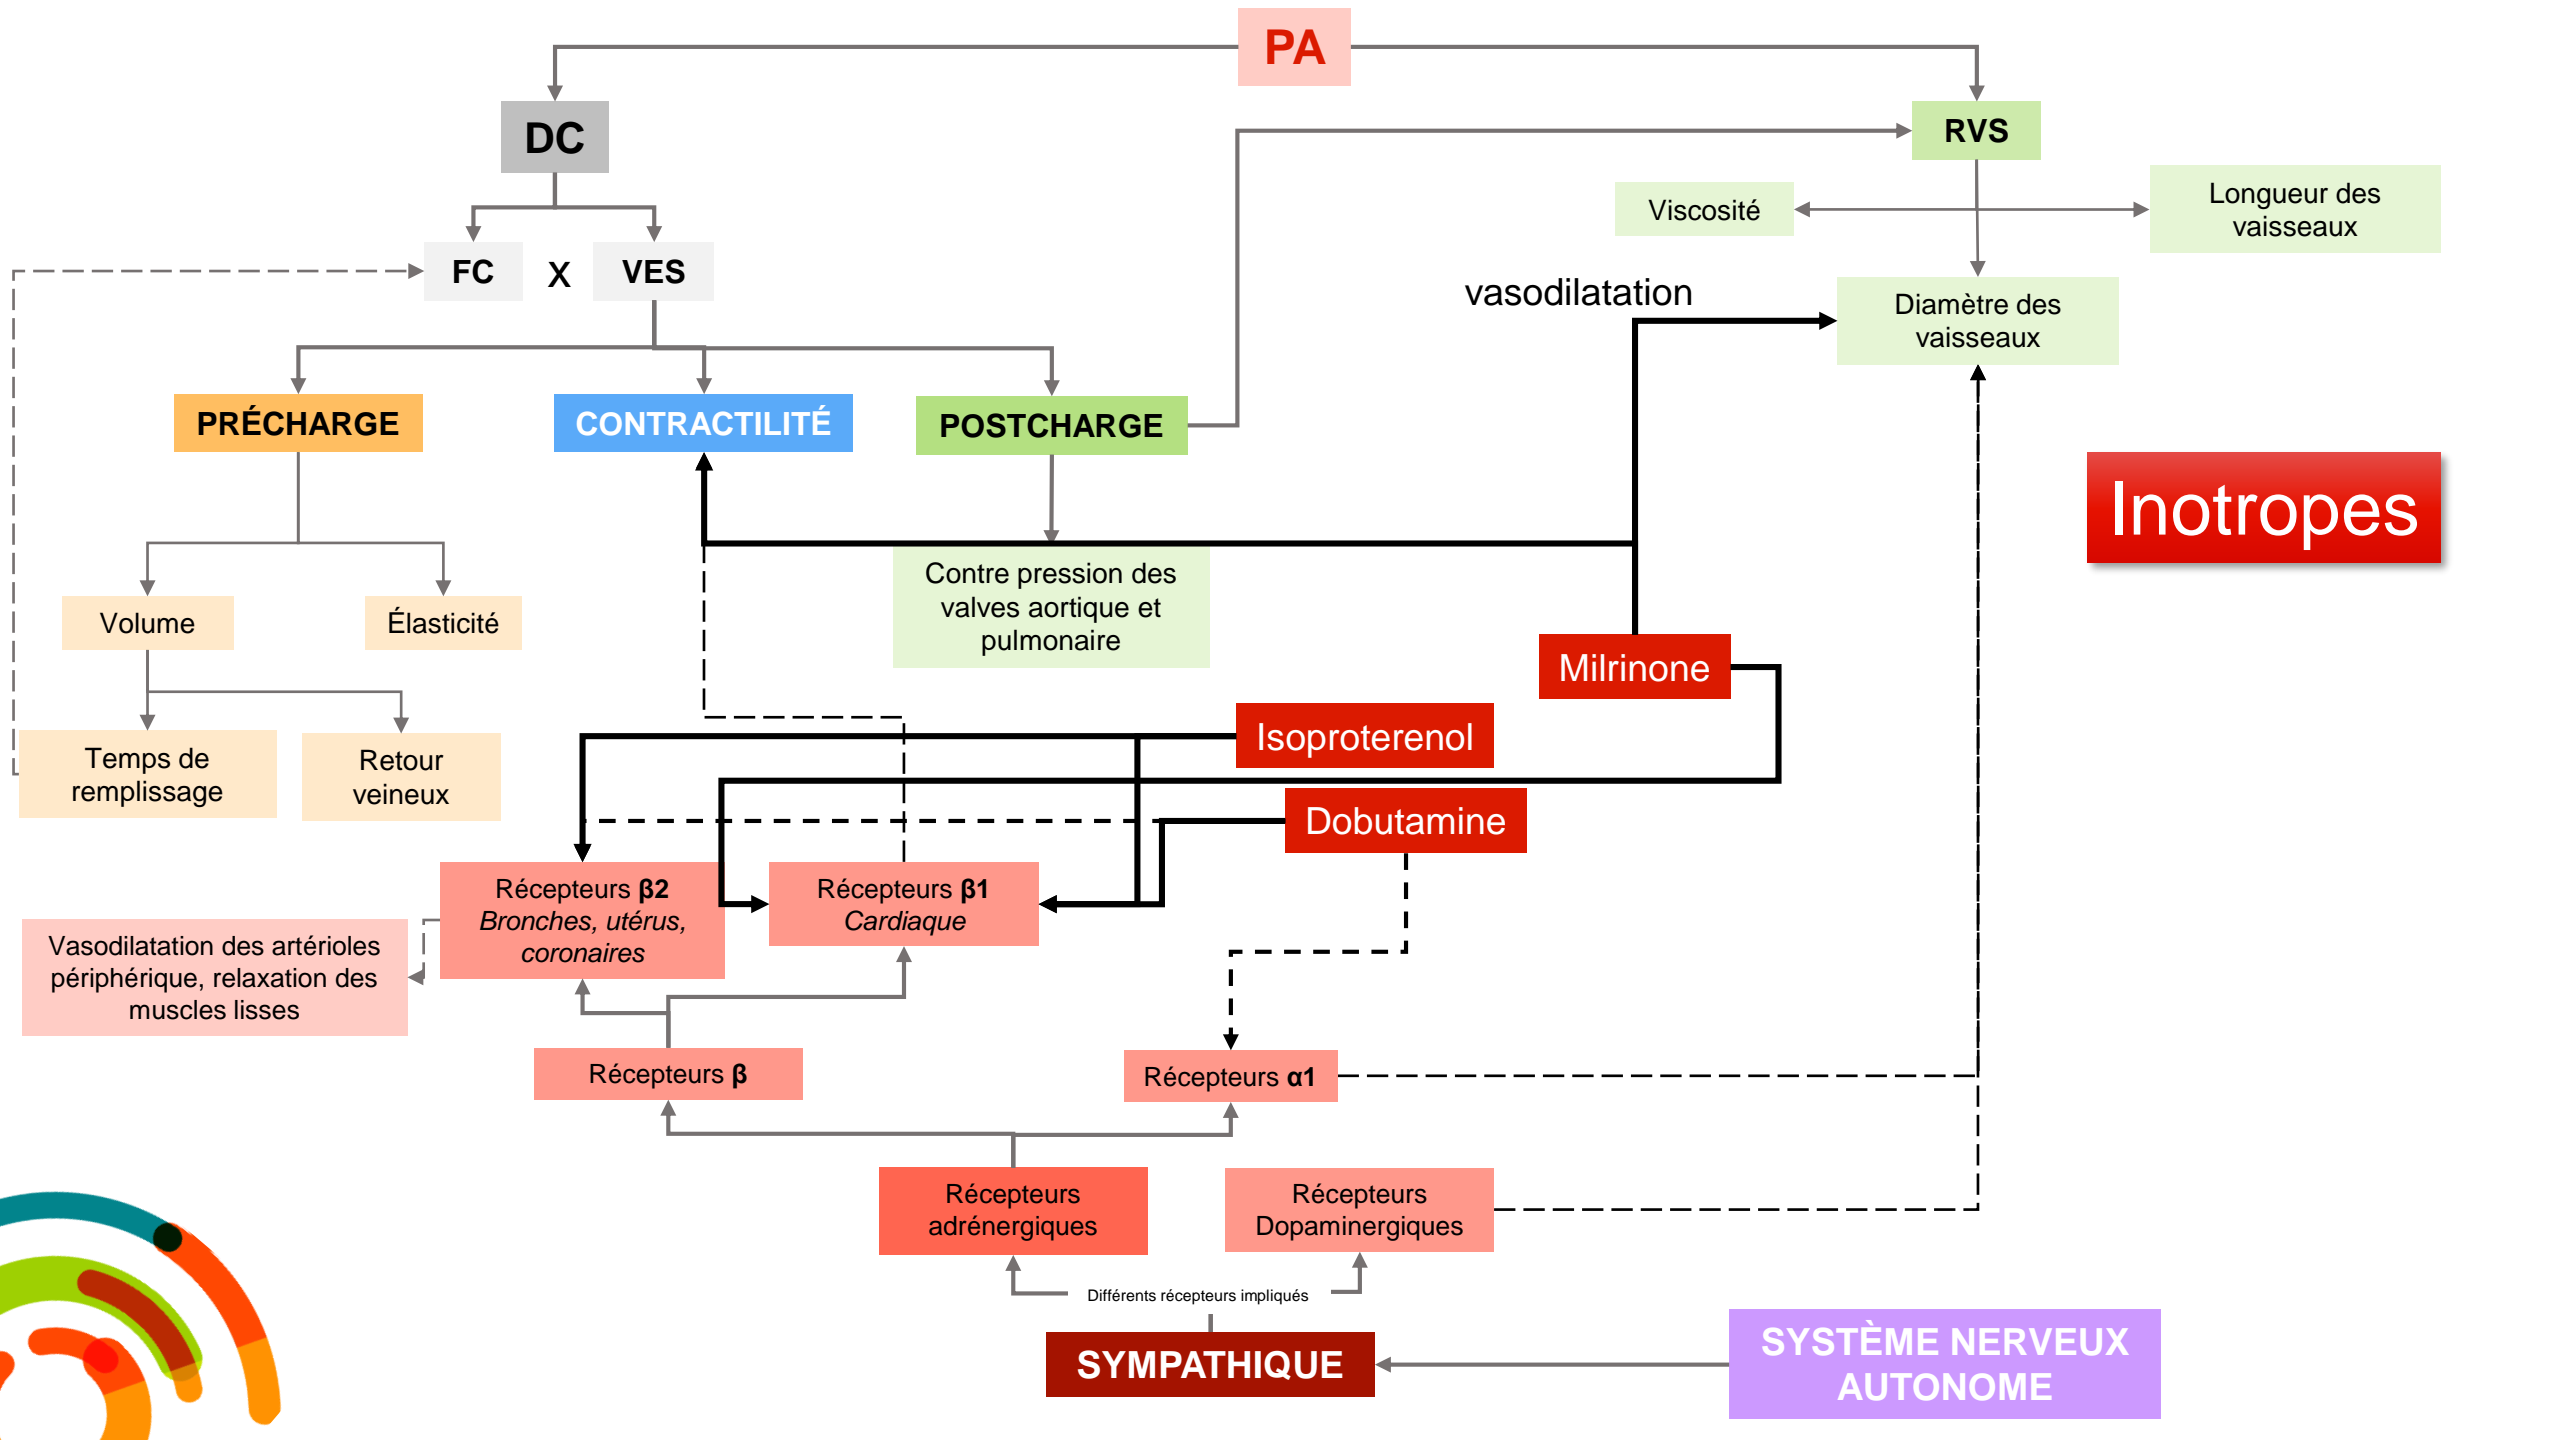 PA
DC
RVS
Viscosité
Longueur des
vaisseaux
FC
X
VES
vasodilatation
Diamètre des
vaisseaux
PRÉCHARGE
CONTRACTILITÉ
POSTCHARGE
Inotropes
Contre pression des
valves aortique et
pulmonaire
Volume
Élasticité
Milrinone
Isoproterenol
Temps de
remplissage
Retour
veineux
Dobutamine
Récepteurs β2
Bronches, utérus,
coronaires
Récepteurs β1
Cardiaque
Vasodilatation des artérioles
périphérique, relaxation des
muscles lisses
Récepteurs β
Récepteurs α1
Récepteurs
adrénergiques
Récepteurs
Dopaminergiques
Différents récepteurs impliqués
SYMPATHIQUE
SYSTÈME NERVEUX
AUTONOME